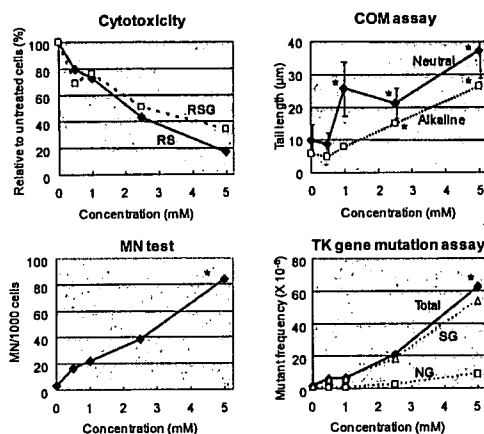 Cytotoxicity
Relative to untreated cells (%)
100
80
60
40
20
0
RSG
RS
0 1 2 3 4 5
Concentration (mM)
COM assay
Tail length (μm)
40
30
20
10
0
Neutral
Alkaline
*
*
*
*
*
0 1 2 3 4 5
Concentration (mM)
MN test
MN/1000 cells
100
80
60
40
20
0
*
0 1 2 3 4 5
Concentration (mM)
TK gene mutation assay
Mutant frequency (X 10-6)
80
60
40
20
0
Total
SG
NG
*
0 1 2 3 4 5
Concentration (mM)